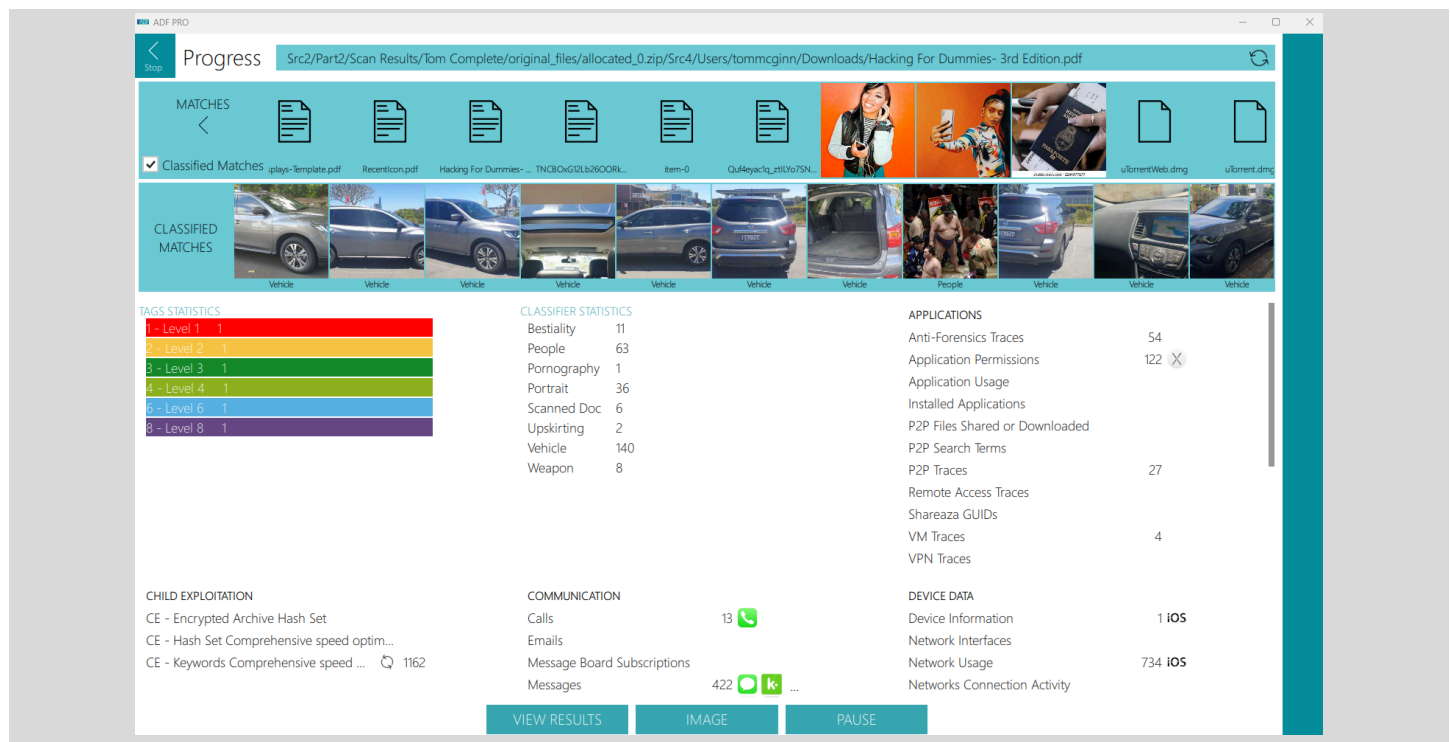 ADF PRO
Stop
Progress
Src2/Part2/Scan Results/Tom Complete/original_files/allocated_0.zip/Src4/Users/tommcginn/Downloads/Hacking For Dummies- 3rd Edition.pdf
MATCHES
Classified Matches
plays-Template.pdf
RecentIcon.pdf
Hacking For Dummies- ...
item-0
uTorrentWeb.dmg
uTorrent.dmg
PASAPORTE
CLASSIFIED
MATCHES
Vehicle Vehicle Vehicle Vehicle Vehicle Vehicle Vehicle People Vehicle Vehicle Vehicle
TAGS STATISTICS
1 - Level 1 1
2 - Level 2 1
3 - Level 3 1
4 - Level 4 1
6 - Level 6 1
8 - Level 8 1
CLASSIFIER STATISTICS
Bestiality 11
People 63
Pornography 1
Portrait 36
Scanned Doc 6
Upskirting 2
Vehicle 140
Weapon 8
APPLICATIONS
Anti-Forensics Traces 54
Application Permissions 122 X
Application Usage
Installed Applications
P2P Files Shared or Downloaded
P2P Search Terms
P2P Traces 27
Remote Access Traces
Shareaza GUIDs
VM Traces 4
VPN Traces
CHILD EXPLOITATION
CE - Encrypted Archive Hash Set
CE - Hash Set Comprehensive speed optim...
CE - Keywords Comprehensive speed ... 1162
COMMUNICATION
Calls 13
Emails
Message Board Subscriptions
Messages 422 k ...
DEVICE DATA
Device Information 1 iOS
Network Interfaces
Network Usage 734 iOS
Networks Connection Activity
VIEW RESULTS
IMAGE
PAUSE